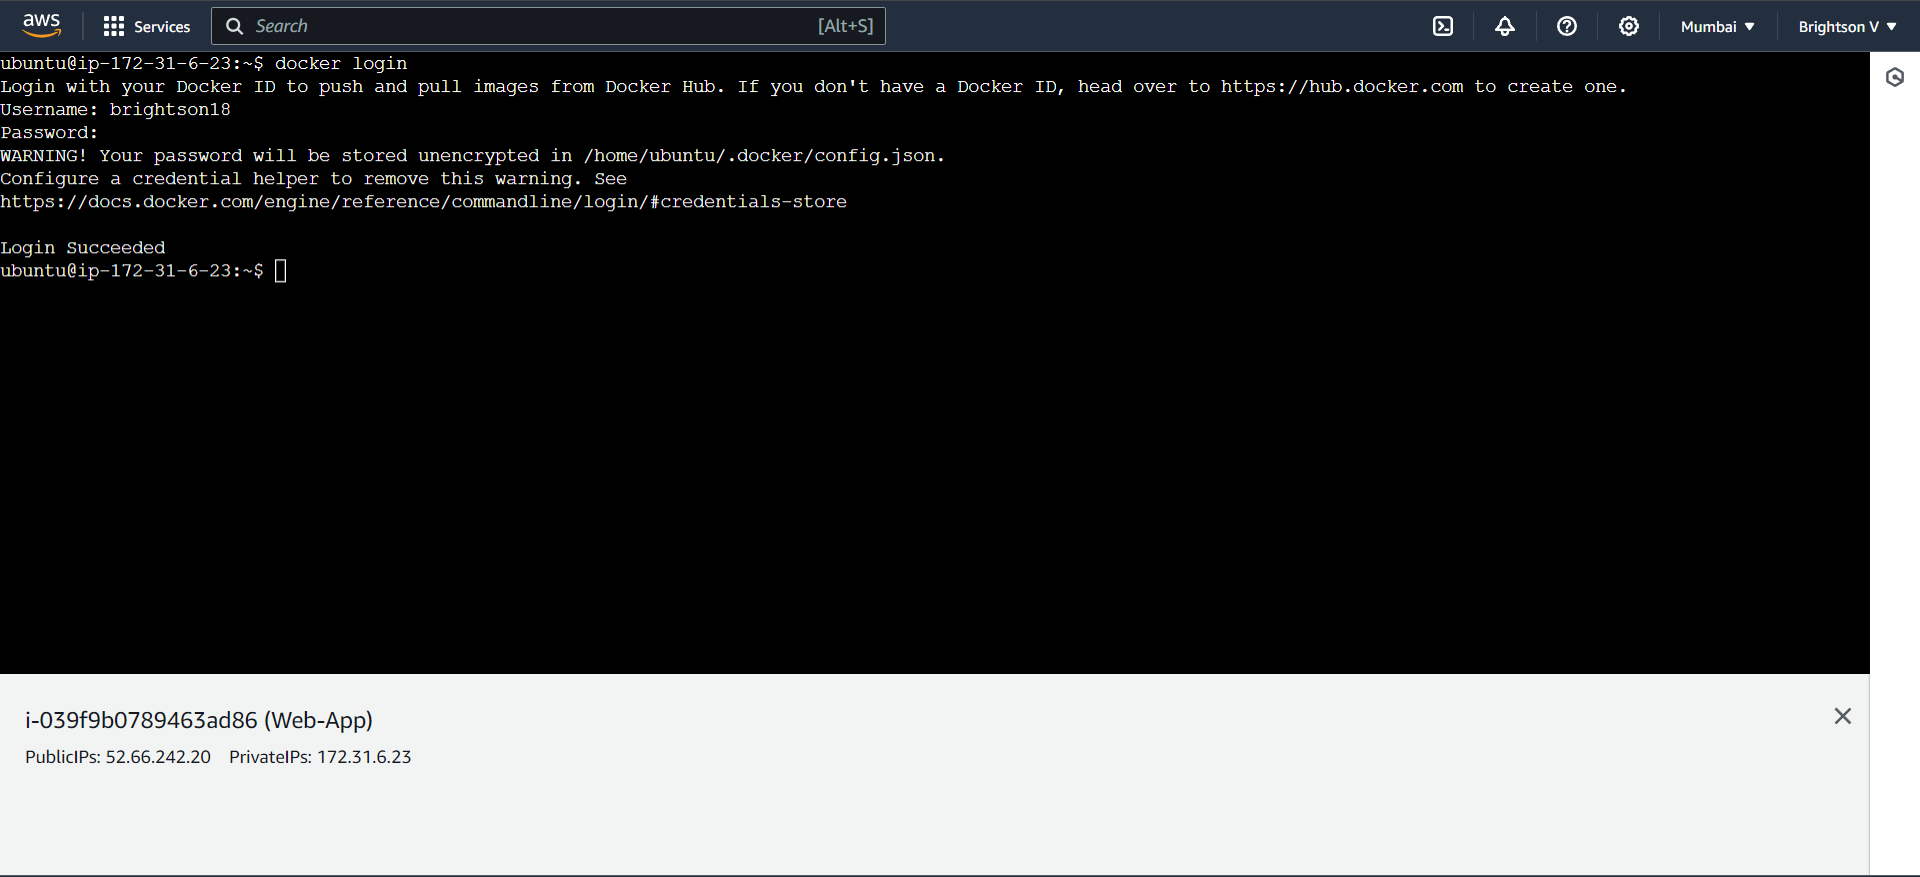 aws
Services
Search [Alt+S]
Mumbai ▼
Brightson V ▼
ubuntu@ip-172-31-6-23:~$ docker login
Login with your Docker ID to push and pull images from Docker Hub. If you don't have a Docker ID, head over to https://hub.docker.com to create one.
Username: brightson18
Password:
WARNING! Your password will be stored unencrypted in /home/ubuntu/.docker/config.json.
Configure a credential helper to remove this warning. See
https://docs.docker.com/engine/reference/commandline/login/#credentials-store
Login Succeeded
ubuntu@ip-172-31-6-23:~$
i-039f9b0789463ad86 (Web-App)
PublicIPs: 52.66.242.20 PrivateIPs: 172.31.6.23